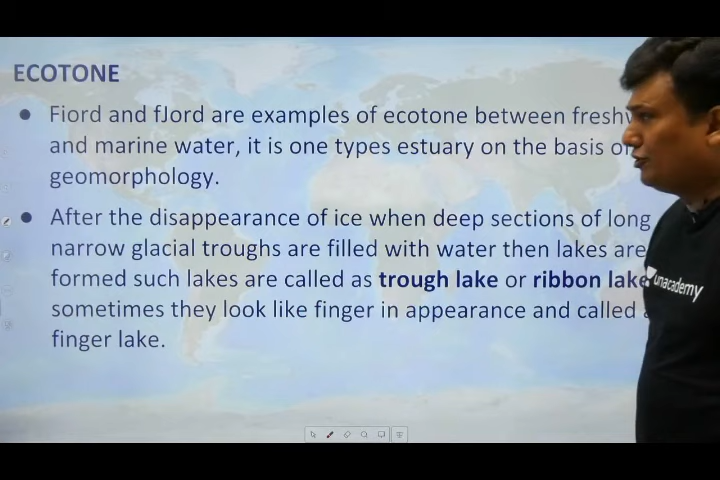 ECOTONE
● Fiord and fJord are examples of ecotone between
and marine water, it is one types estuary on the basis
geomorphology.
● After the disappearance of ice when deep sections of long
narrow glacial troughs are filled with water then lakes are
formed such lakes are called as trough lake or ribbon lake
sometimes they look like finger in appearance and called
finger lake.
unacademy